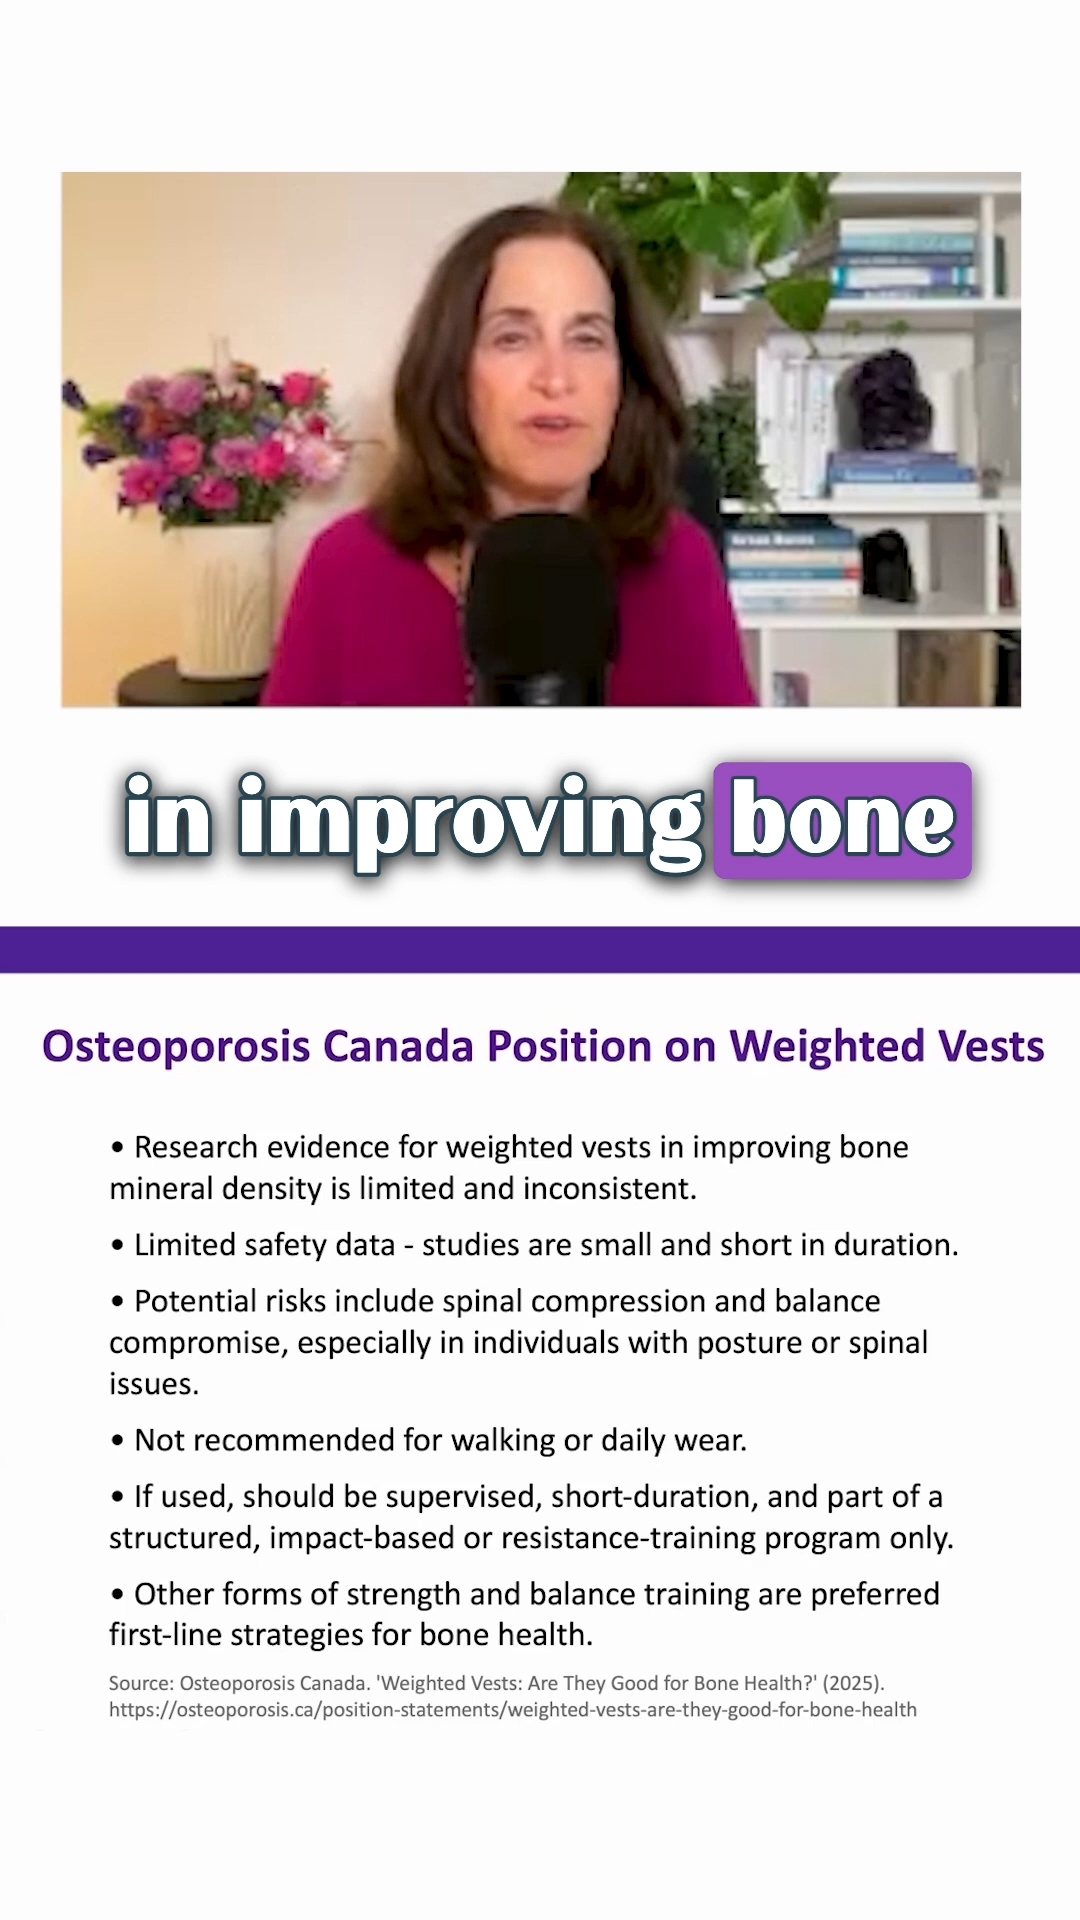 in improving bone
Osteoporosis Canada Position on Weighted Vests
• Research evidence for weighted vests in improving bone
mineral density is limited and inconsistent.
• Limited safety data - studies are small and short in duration.
• Potential risks include spinal compression and balance
compromise, especially in individuals with posture or spinal
issues.
• Not recommended for walking or daily wear.
• If used, should be supervised, short-duration, and part of a
structured, impact-based or resistance-training program only.
• Other forms of strength and balance training are preferred
first-line strategies for bone health.
Source: Osteoporosis Canada. 'Weighted Vests: Are They Good for Bone Health?' (2025).
https://osteoporosis.ca/position-statements/weighted-vests-are-they-good-for-bone-health